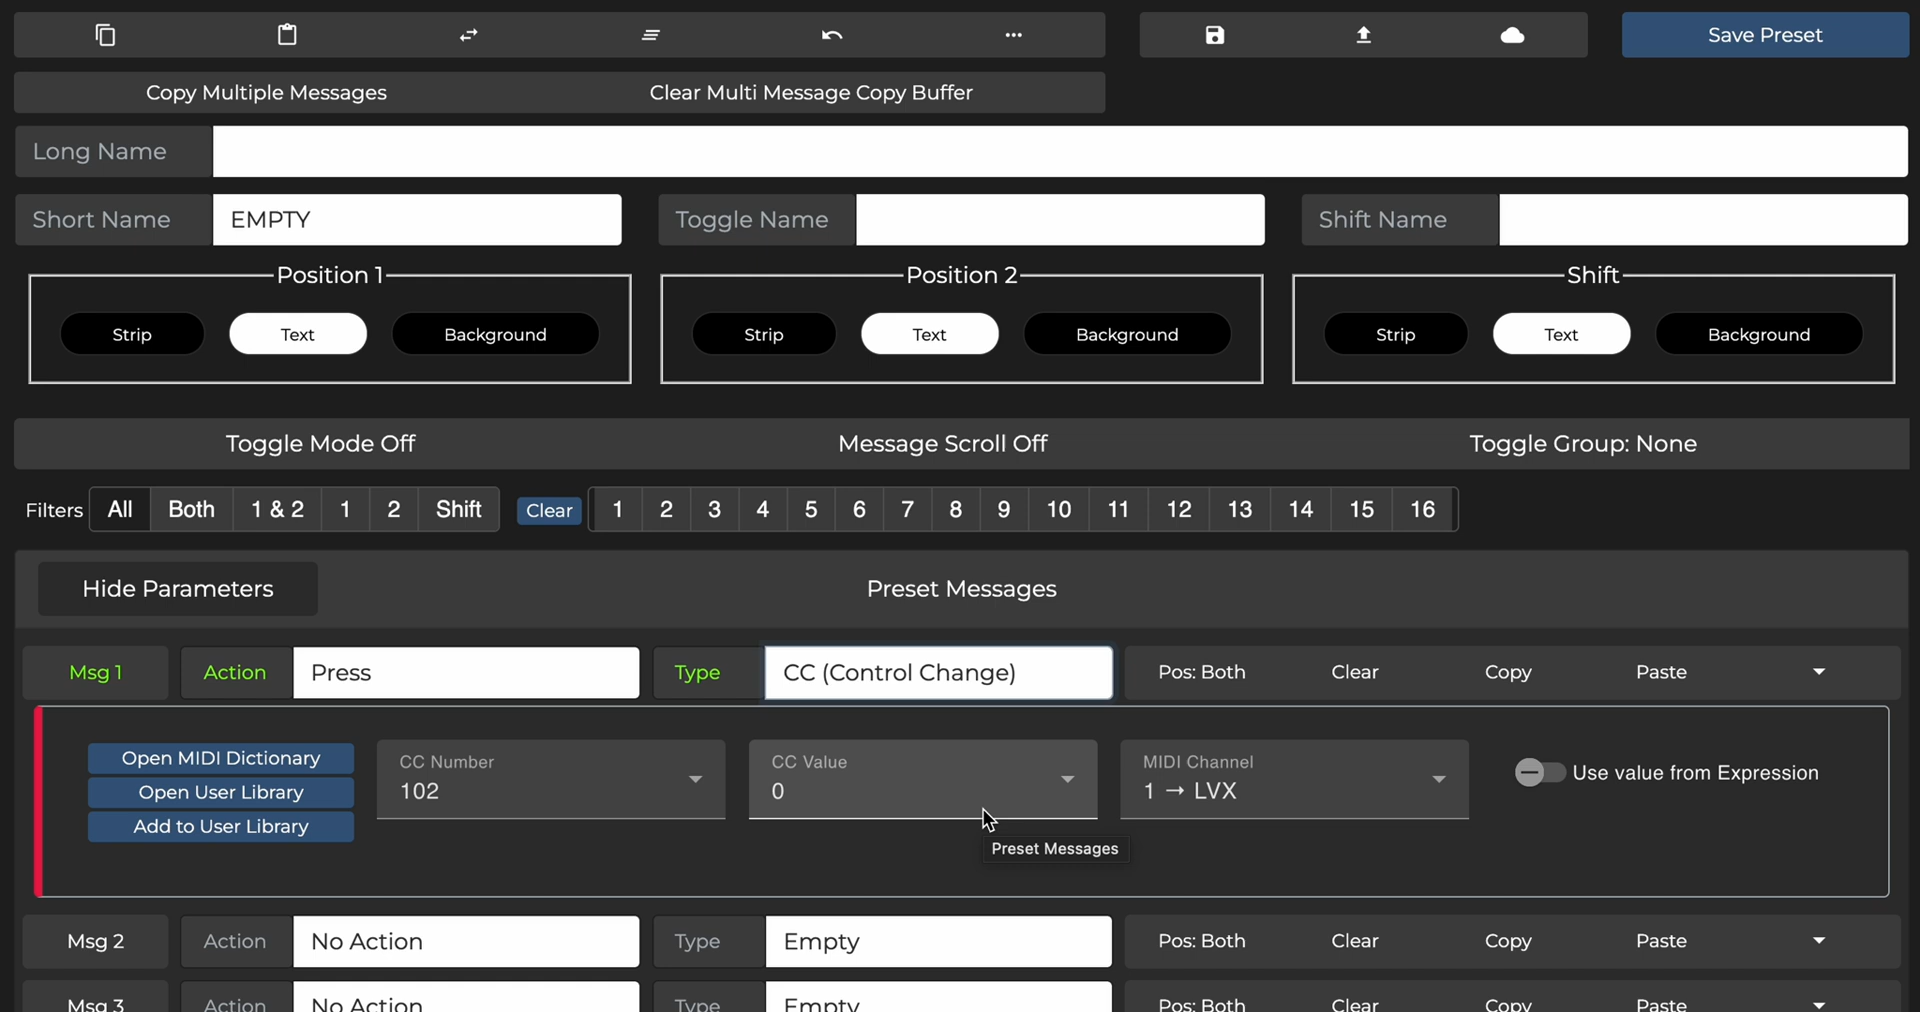 Save Preset
Copy Multiple Messages Clear Multi Message Copy Buffer
Long Name
Short Name EMPTY Toggle Name Shift Name
Position 1 Position 2 Shift
Strip Text Background Strip Text Background Strip Text Background
Toggle Mode Off Message Scroll Off Toggle Group: None
Filters All Both 1 & 2 1 2 Shift Clear 1 2 3 4 5 6 7 8 9 10 11 12 13 14 15 16
Hide Parameters Preset Messages
Msg 1 Action Press Type CC (Control Change) Pos: Both Clear Copy Paste
Open MIDI Dictionary
Open User Library
Add to User Library
CC Number
102
CC Value
0
MIDI Channel
1 → LVX
Use value from Expression
Preset Messages
Msg 2 Action No Action Type Empty Pos: Both Clear Copy Paste
Msg 3 Action No Action Type Empty Pos: Both Clear Copy Paste